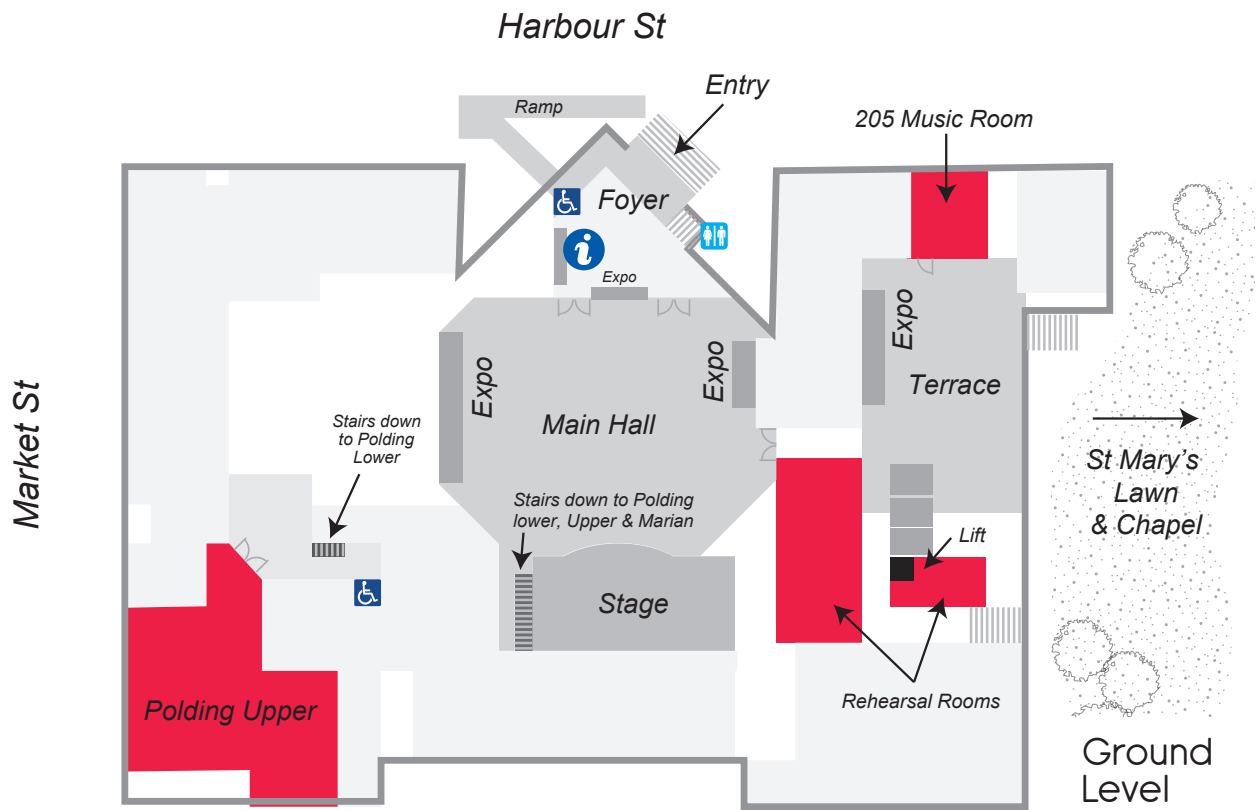 Harbour St
Entry
Ramp
205 Music Room
Foyer
i
Expo
Expo
Expo
Expo
Terrace
Main Hall
Market St
Stairs down
to Polding
Lower
Stairs down to Polding
lower, Upper & Marian
St Mary's
Lawn
& Chapel
Lift
Stage
Rehearsal Rooms
Polding Upper
Ground
Level